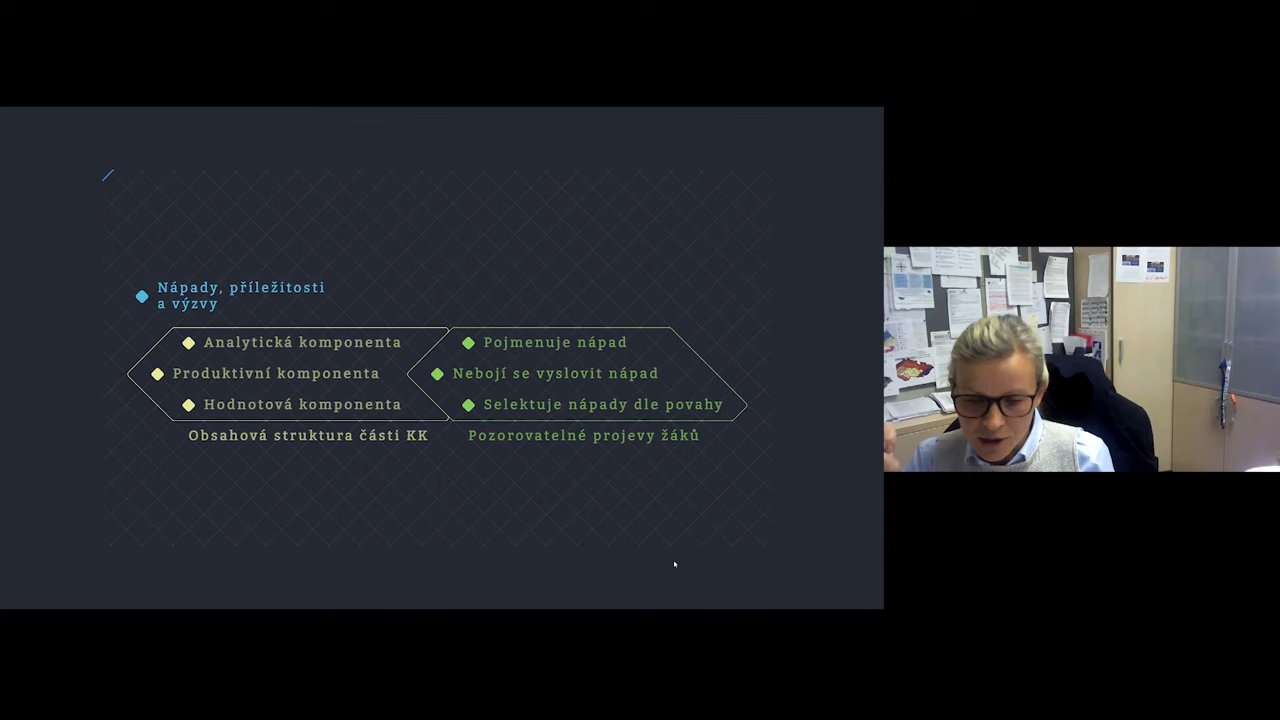 Nápady, příležitosti
a výzvy
Analytická komponenta
Produktivní komponenta
Hodnotová komponenta
Obsahová struktura části KK
Pojmenuje nápad
Nebojí se vyslovit nápad
Selektuje nápady dle povahy
Pozorovatelné projevy žáků